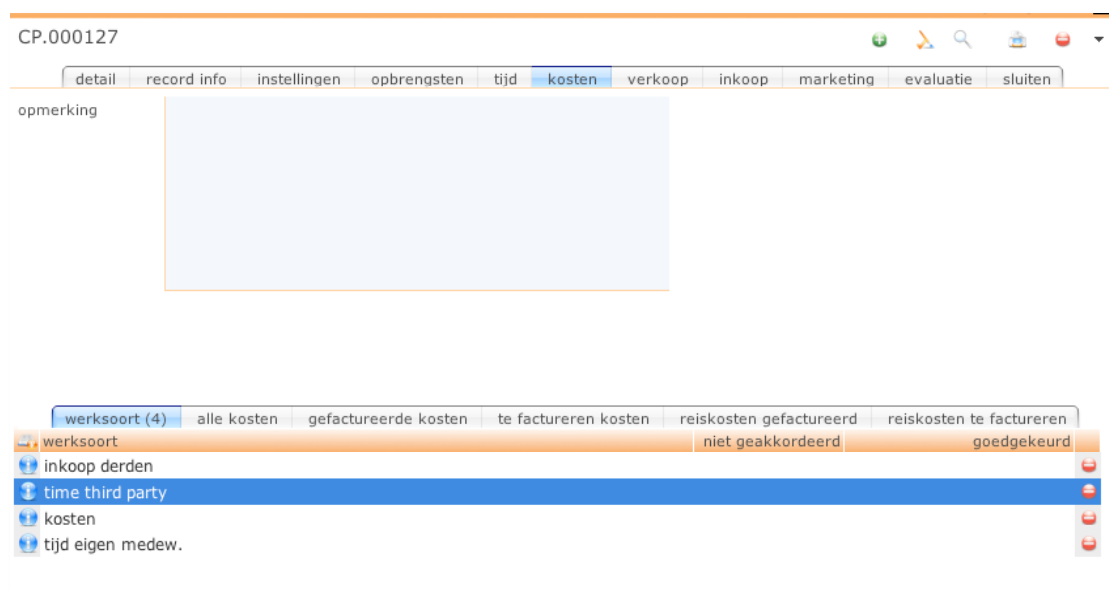 CP.000127
detail record info instellingen opbrengsten tijd kosten verkoop inkoop marketing evaluatie sluiten
opmerking
werksoort (4) alle kosten gefactureerde kosten te factureren kosten reiskosten gefactureerd reiskosten te factureren
werksoort niet geakkordeerd goedgekeurd
inkoop derden
time third party
kosten
tijd eigen medew.